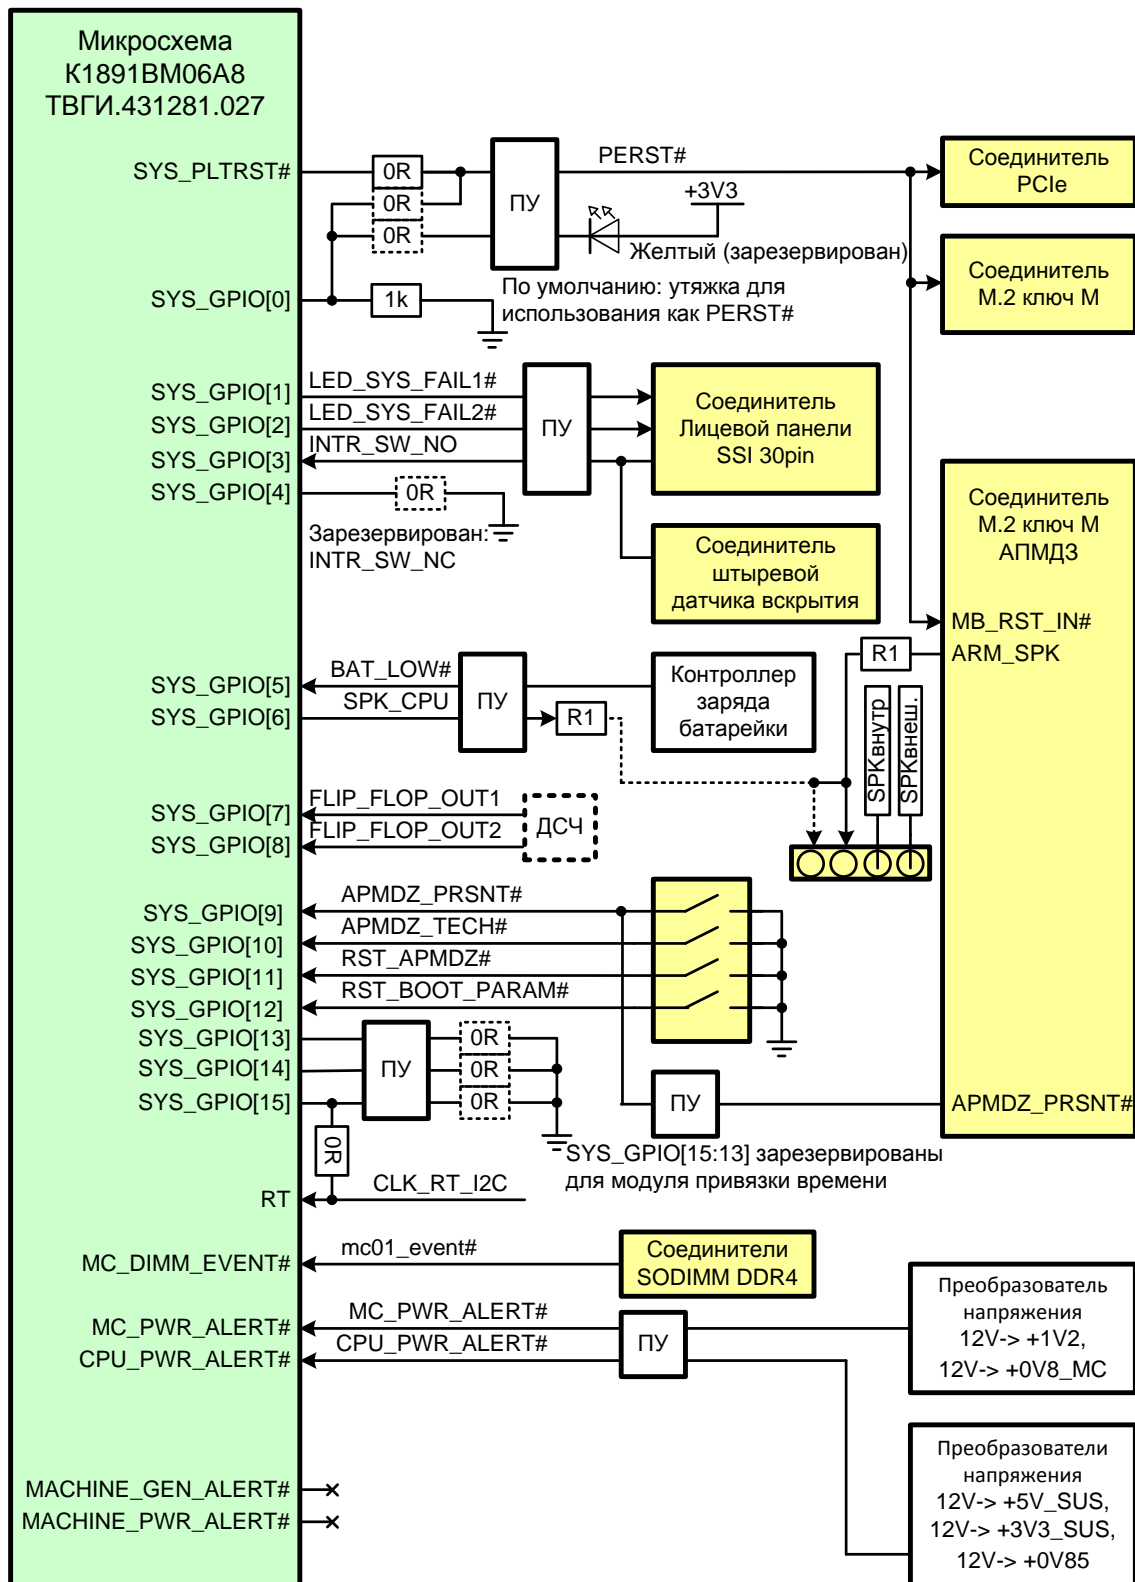 Микросхема
К1891ВМ06А8
ТВГИ.431281.027
SYS_PLTRST#
0R
0R
0R
ПУ
PERST#
+3V3
Желтый (зарезервирован)
Соединитель
PCIe
Соединитель
M.2 ключ M
SYS_GPIO[0]
1k
По умолчанию: утяжка для
использования как PERST#
SYS_GPIO[1]
LED_SYS_FAIL1#
SYS_GPIO[2]
LED_SYS_FAIL2#
SYS_GPIO[3]
INTR_SW_NO
ПУ
Соединитель
Лицевой панели
SSI 30pin
SYS_GPIO[4]
0R
Зарезервирован:
INTR_SW_NC
Соединитель
штыревой
датчика вскрытия
Соединитель
М.2 ключ М
АПМДЗ
MB_RST_IN#
ARM_SPK
R1
SYS_GPIO[5]
BAT_LOW#
SYS_GPIO[6]
SPK_CPU
ПУ
R1
Контроллер
заряда
батарейки
SPKвнутр
SPKвнеш.
SYS_GPIO[7]
FLIP_FLOP_OUT1
SYS_GPIO[8]
FLIP_FLOP_OUT2
ДСЧ
SYS_GPIO[9]
APMDZ_PRSNT#
SYS_GPIO[10]
APMDZ_TECH#
SYS_GPIO[11]
RST_APMDZ#
SYS_GPIO[12]
RST_BOOT_PARAM#
SYS_GPIO[13]
SYS_GPIO[14]
SYS_GPIO[15]
ПУ
0R
0R
0R
0R
ПУ
APMDZ_PRSNT#
SYS_GPIO[15:13] зарезервированы
для модуля привязки времени
RT
CLK_RT_I2C
MC_DIMM_EVENT#
mc01_event#
Соединители
SODIMM DDR4
MC_PWR_ALERT#
MC_PWR_ALERT#
CPU_PWR_ALERT#
CPU_PWR_ALERT#
ПУ
Преобразователь
напряжения
12V-> +1V2,
12V-> +0V8_MC
Преобразователи
напряжения
12V-> +5V_SUS,
12V-> +3V3_SUS,
12V-> +0V85
MACHINE_GEN_ALERT#
MACHINE_PWR_ALERT#